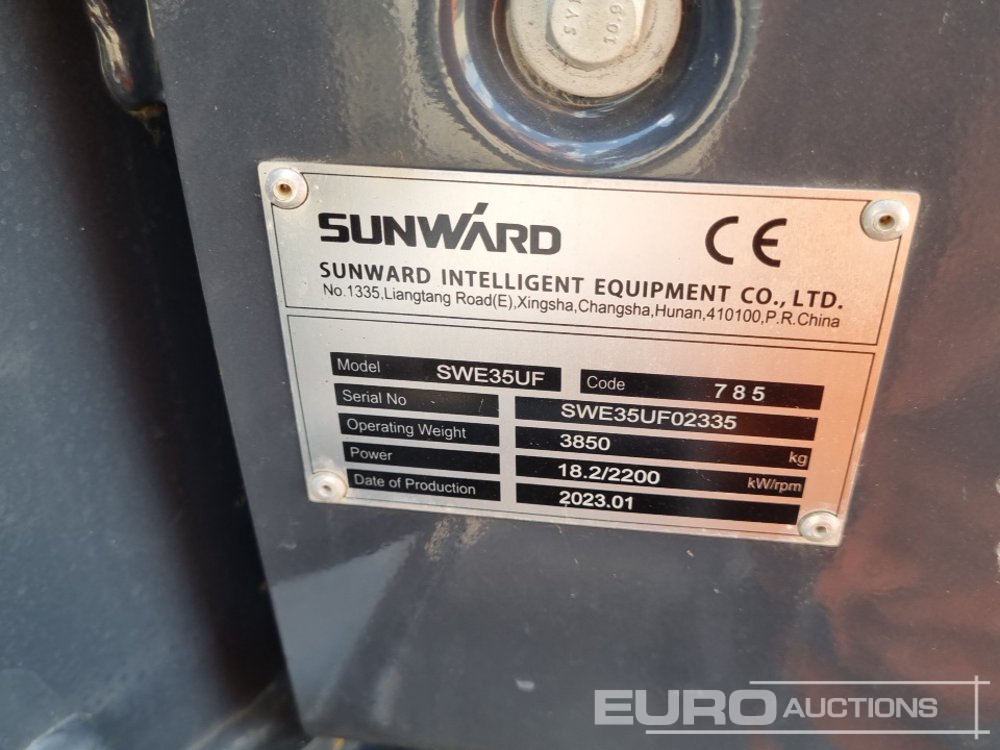 10.9
SUNWARD CE
SUNWARD INTELLIGENT EQUIPMENT CO., LTD.
No.1335,Liangtang Road(E),Xingsha,Changsha,Hunan,410100,P.R.China
Model SWE35UF Code 785
Serial No SWE35UF02335
Operating Weight 3850 kg
Power 18.2/2200 kW/rpm
Date of Production 2023.01
EURO AUCTIONS